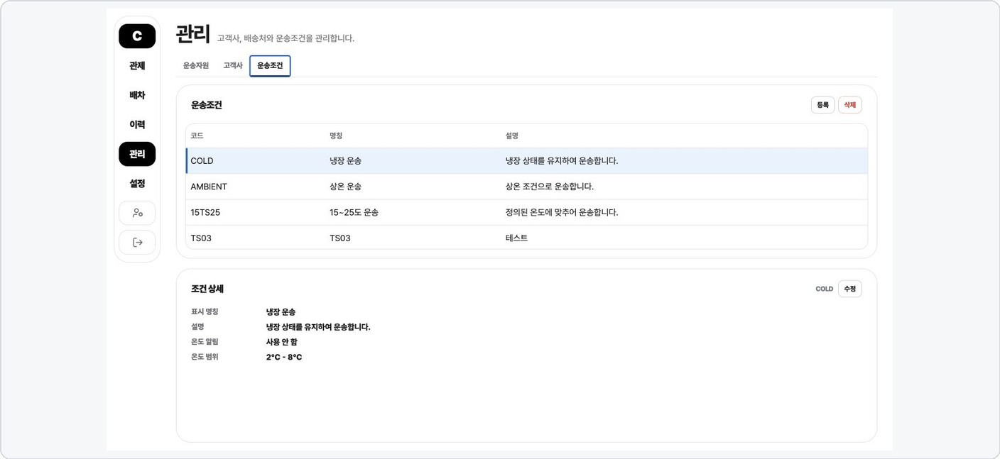 C
관제
배차
이력
관리
설정
관리 고객사, 배송처와 운송조건을 관리합니다.
운송자원 고객사 운송조건
운송조건 등록 삭제
코드 명칭 설명
COLD 냉장 운송 냉장 상태를 유지하여 운송합니다.
AMBIENT 상온 운송 상온 조건으로 운송합니다.
15TS25 15~25도 운송 정의된 온도에 맞추어 운송합니다.
TS03 TS03 테스트
조건 상세 COLD 수정
표시 명칭 냉장 운송
설명 냉장 상태를 유지하여 운송합니다.
온도 알림 사용 안 함
온도 범위 2°C - 8°C